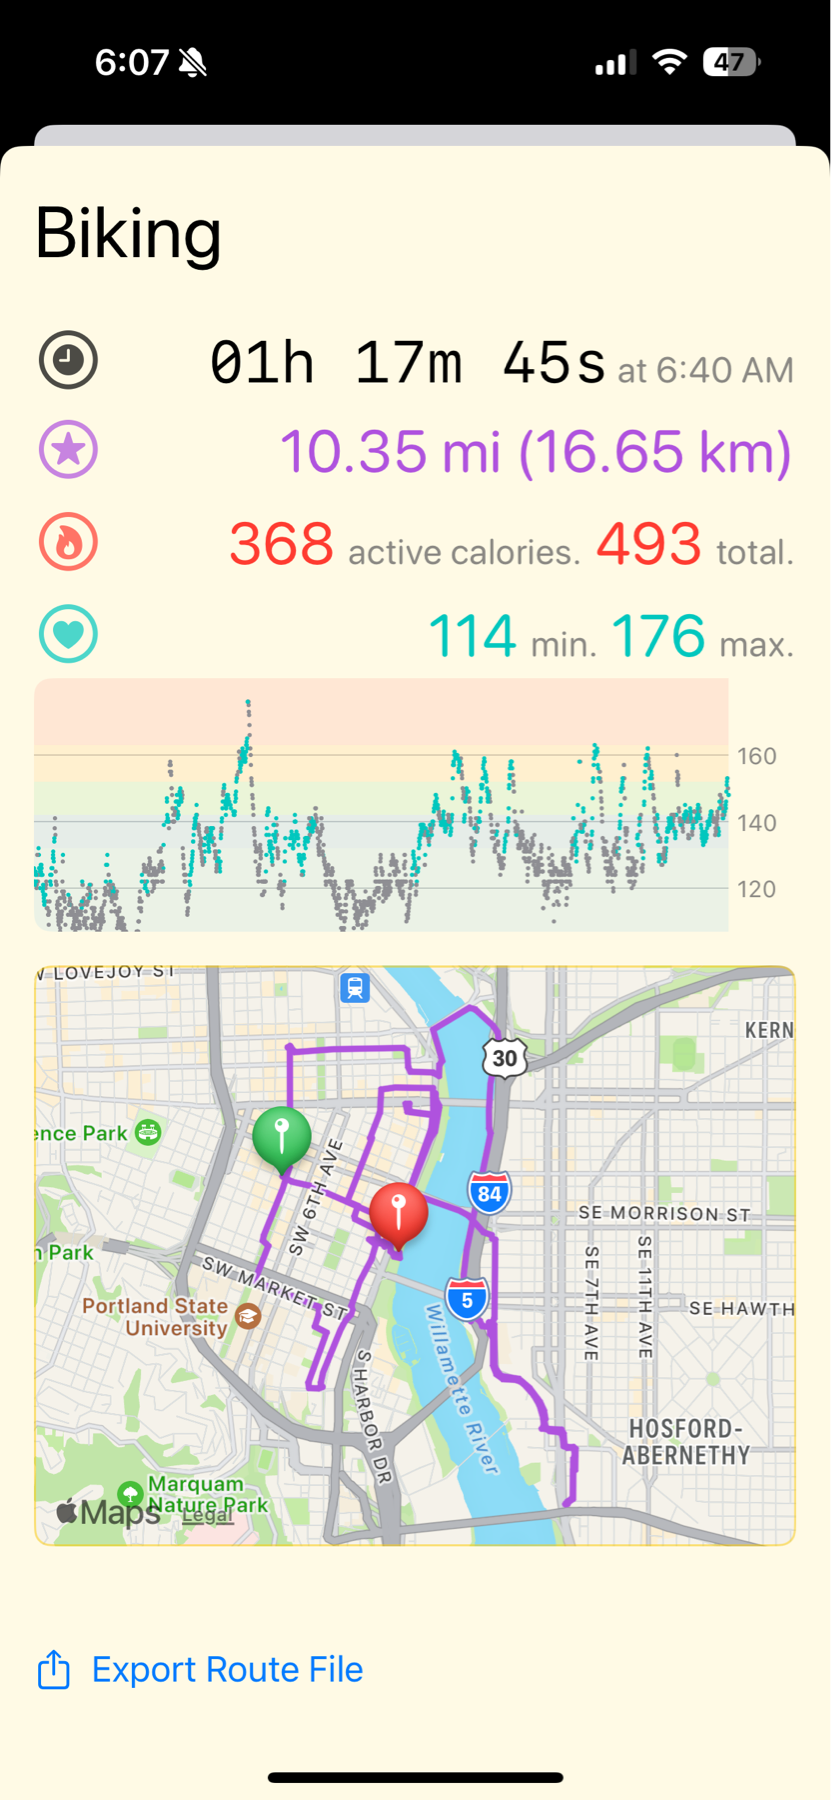 6:07
47
Biking
01h 17m 45s at 6:40 AM
10.35 mi (16.65 km)
368 active calories. 493 total.
114 min. 176 max.
160
140
120
W LOVEJOY ST
KERN
30
ence Park
SW 6TH AVE
84
SE MORRISON ST
n Park
SW MARKET ST
SE 7TH AVE
SE 11TH AVE
5
SE HAWTH
Portland State
University
Willamette River
S HARBOR DR
HOSFORD-
ABERNETHY
Marquam
Nature Park
Maps
Legal
Export Route File